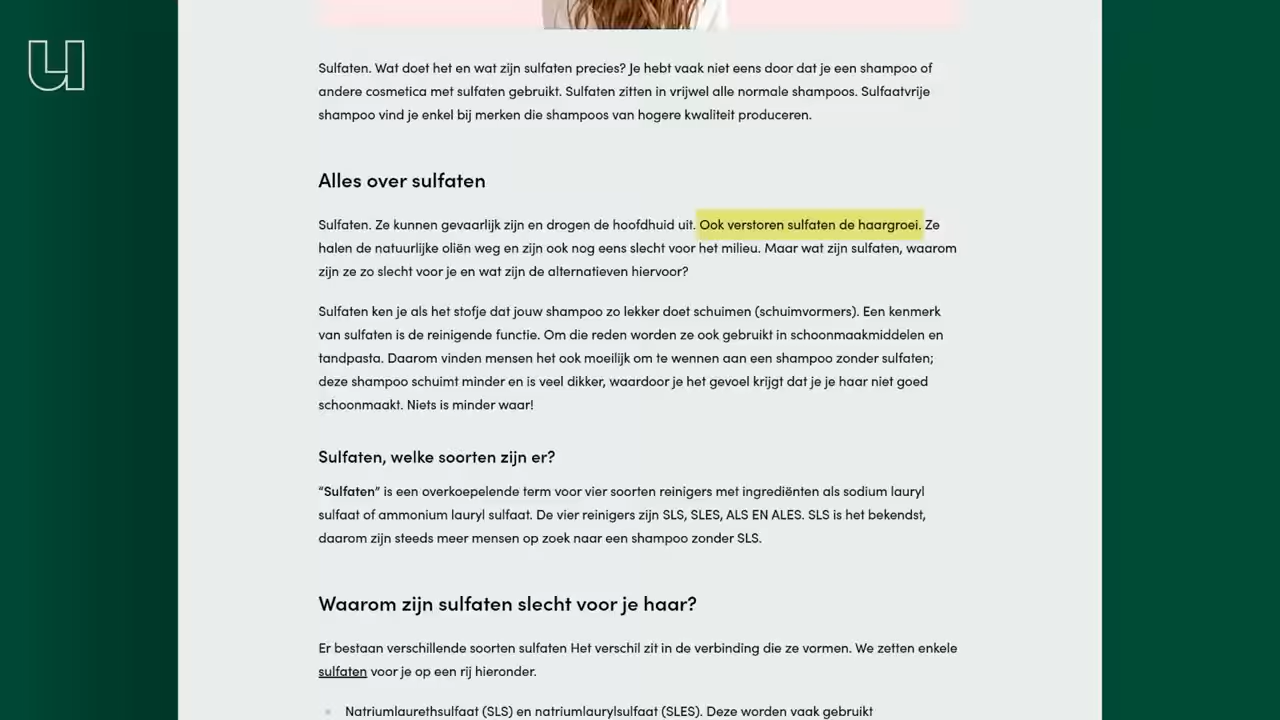 Sulfaten. Wat doet het en wat zijn sulfaten precies? Je hebt vaak niet eens door dat je een shampoo of
andere cosmetica met sulfaten gebruikt. Sulfaten zitten in vrijwel alle normale shampoos. Sulfaatvrije
shampoo vind je enkel bij merken die shampoos van hogere kwaliteit produceren.
Alles over sulfaten
Sulfaten. Ze kunnen gevaarlijk zijn en drogen de hoofdhuid uit. Ook verstoren sulfaten de haargroei. Ze
halen de natuurlijke oliën weg en zijn ook nog eens slecht voor het milieu. Maar wat zijn sulfaten, waarom
zijn ze zo slecht voor je en wat zijn de alternatieven hiervoor?
Sulfaten ken je als het stofje dat jouw shampoo zo lekker doet schuimen (schuimvormers). Een kenmerk
van sulfaten is de reinigende functie. Om die reden worden ze ook gebruikt in schoonmaakmiddelen en
tandpasta. Daarom vinden mensen het ook moeilijk om te wennen aan een shampoo zonder sulfaten;
deze shampoo schuimt minder en is veel dikker, waardoor je het gevoel krijgt dat je je haar niet goed
schoonmaakt. Niets is minder waar!
Sulfaten, welke soorten zijn er?
“Sulfaten” is een overkoepelende term voor vier soorten reinigers met ingrediënten als sodium lauryl
sulfaat of ammonium lauryl sulfaat. De vier reinigers zijn SLS, SLES, ALS EN ALES. SLS is het bekendst,
daarom zijn steeds meer mensen op zoek naar een shampoo zonder SLS.
Waarom zijn sulfaten slecht voor je haar?
Er bestaan verschillende soorten sulfaten Het verschil zit in de verbinding die ze vormen. We zetten enkele
sulfaten voor je op een rij hieronder.
Natriumlaurethsulfaat (SLS) en natriumlaurylsulfaat (SLES). Deze worden vaak gebruikt